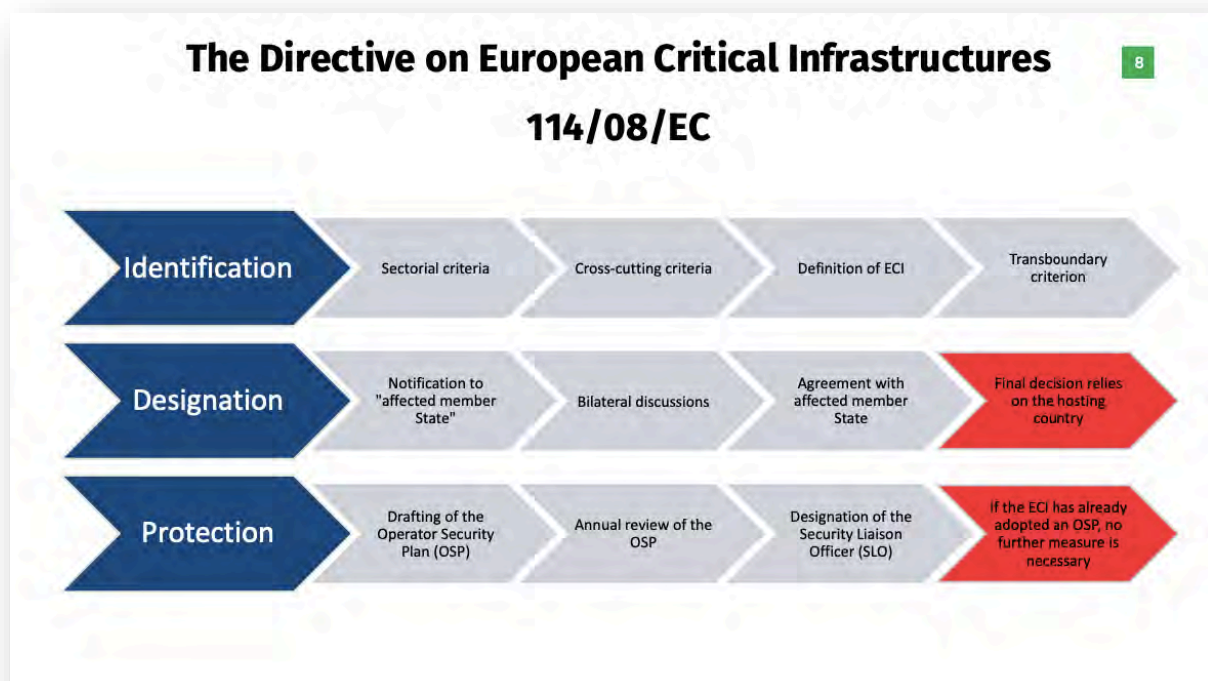 The Directive on European Critical Infrastructures
8
114/08/EC
Identification
Sectorial criteria
Cross-cutting criteria
Definition of ECI
Transboundary
criterion
Designation
Notification to
"affected member
State"
Bilateral discussions
Agreement with
affected member
State
Final decision relies
on the hosting
country
Protection
Drafting of the
Operator Security
Plan (OSP)
Annual review of the
OSP
Designation of the
Security Liaison
Officer (SLO)
if the ECI has already
adopted an OSP, no
further measure is
necessary